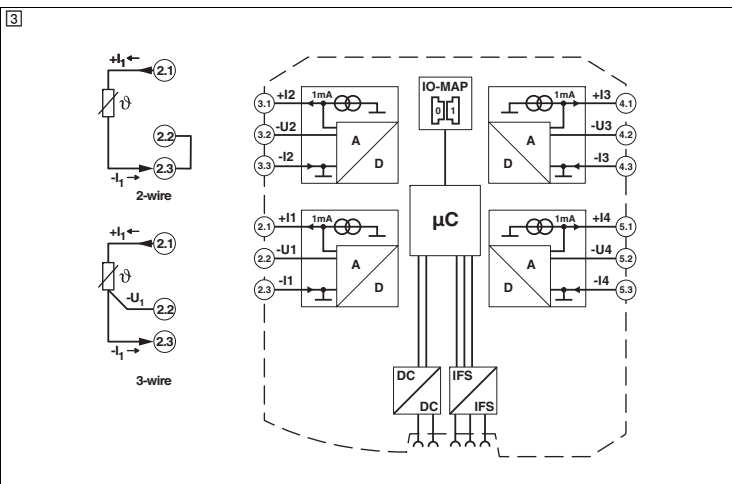 3
+I₁ ←
2.1
ϑ
2.2
2.3
-I₁ →
2-wire
+I₁ ←
2.1
ϑ
-U₁
2.2
2.3
-I₁ →
3-wire
3.1 +I2 1mA
3.2 -U2
3.3 -I2
A
D
IO-MAP
0 1
1mA +I3 4.1
-U3 4.2
-I3 4.3
A
D
µC
2.1 +I1 1mA
2.2 -U1
2.3 -I1
A
D
1mA +I4 5.1
-U4 5.2
-I4 5.3
A
D
DC
DC
IFS
IFS